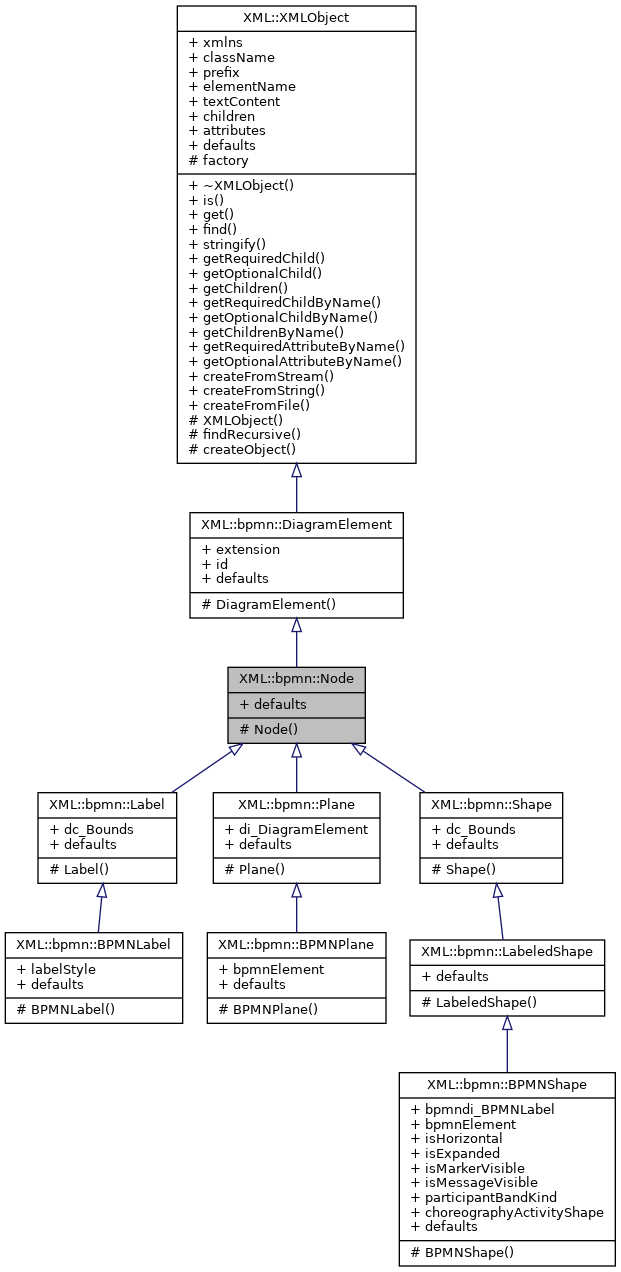 XML::XMLObject
+ xmlns
+ className
+ prefix
+ elementName
+ textContent
+ children
+ attributes
+ defaults
# factory
+ ~XMLObject()
+ is()
+ get()
+ find()
+ stringify()
+ getRequiredChild()
+ getOptionalChild()
+ getChildren()
+ getRequiredChildByName()
+ getOptionalChildByName()
+ getChildrenByName()
+ getRequiredAttributeByName()
+ getOptionalAttributeByName()
+ createFromStream()
+ createFromString()
+ createFromFile()
# XMLObject()
# findRecursive()
# createObject()
XML::bpmn::DiagramElement
+ extension
+ id
+ defaults
# DiagramElement()
XML::bpmn::Node
+ defaults
# Node()
XML::bpmn::Label
+ dc_Bounds
+ defaults
# Label()
XML::bpmn::Plane
+ di_DiagramElement
+ defaults
# Plane()
XML::bpmn::Shape
+ dc_Bounds
+ defaults
# Shape()
XML::bpmn::BPMNLabel
+ labelStyle
+ defaults
# BPMNLabel()
XML::bpmn::BPMNPlane
+ bpmnElement
+ defaults
# BPMNPlane()
XML::bpmn::LabeledShape
+ defaults
# LabeledShape()
XML::bpmn::BPMNShape
+ bpmndi_BPMNLabel
+ bpmnElement
+ isHorizontal
+ isExpanded
+ isMarkerVisible
+ isMessageVisible
+ participantBandKind
+ choreographyActivityShape
+ defaults
# BPMNShape()